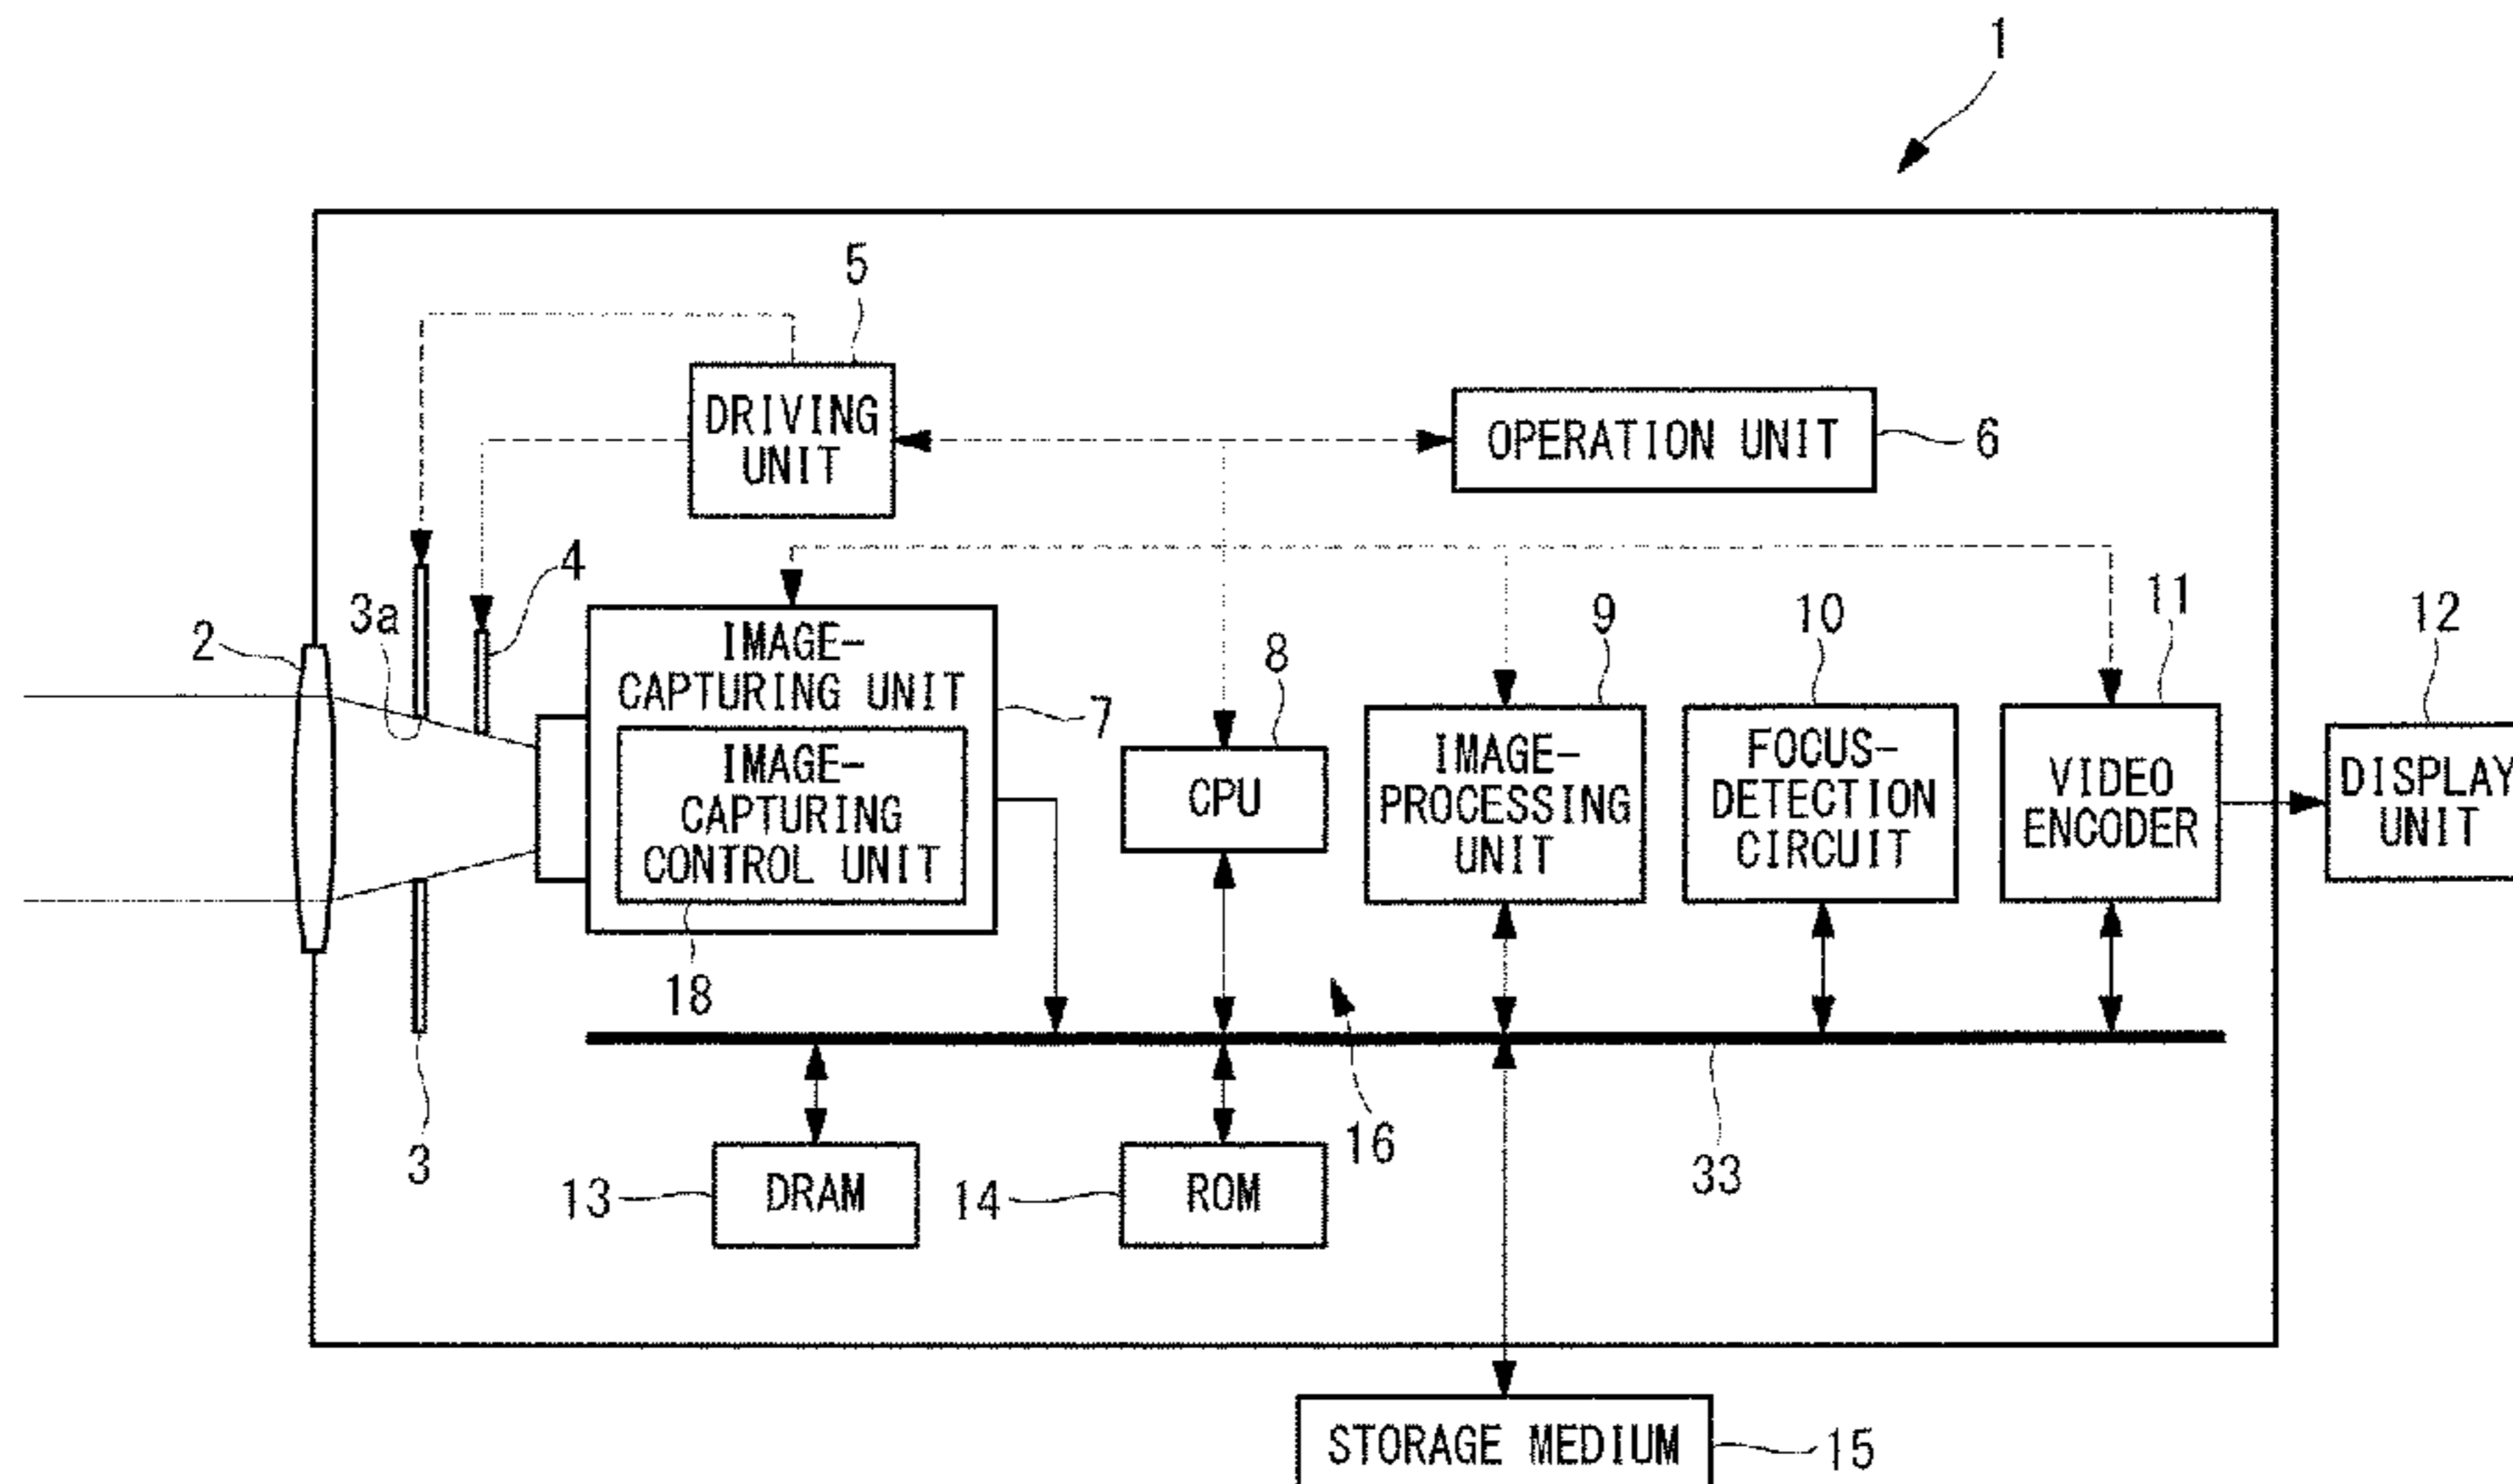 1
5
DRIVING
UNIT
OPERATION UNIT
6
4
3a
2
IMAGE-
CAPTURING UNIT
7
IMAGE-
CAPTURING
CONTROL UNIT
18
8
CPU
9
IMAGE-
PROCESSING
UNIT
10
FOCUS-
DETECTION
CIRCUIT
11
VIDEO
ENCODER
12
DISPLAY
UNIT
3
16
33
13
DRAM
14
ROM
STORAGE MEDIUM
15